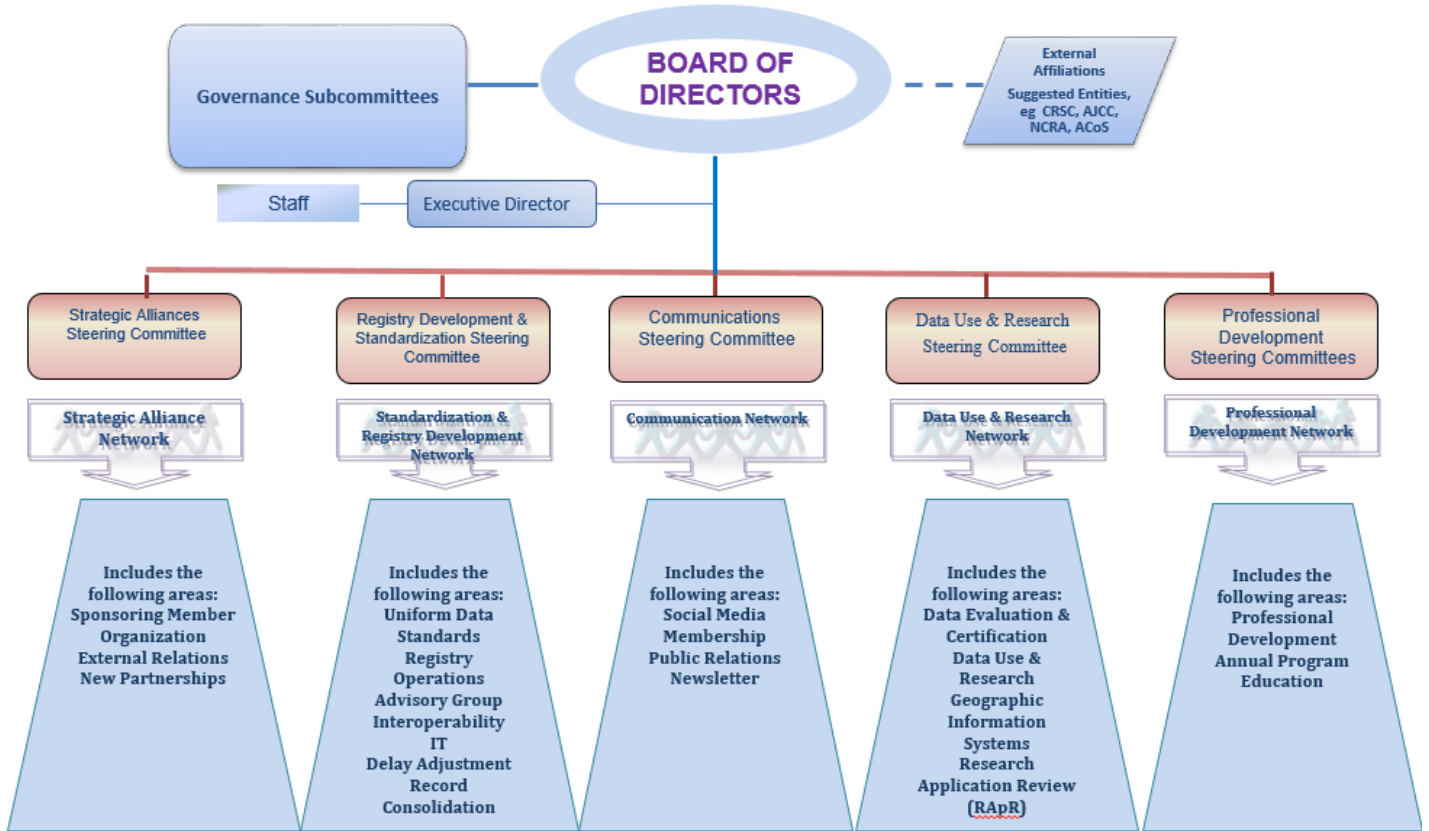 BOARD OF
DIRECTORS
Governance Subcommittees
External
Affiliations
Suggested Entities,
eg CRSC, AJCC,
NCRA, ACoS
Staff
Executive Director
Strategic Alliances
Steering Committee
Registry Development &
Standardization Steering
Committee
Communications
Steering Committee
Data Use & Research
Steering Committee
Professional
Development
Steering Committees
Strategic Alliance
Network
Standardization &
Registry Development
Network
Communication Network
Data Use & Research
Network
Professional
Development Network
Includes the
following areas:
Sponsoring Member
Organization
External Relations
New Partnerships
Includes the
following areas:
Uniform Data
Standards
Registry
Operations
Advisory Group
Interoperability
IT
Delay Adjustment
Record
Consolidation
Includes the
following areas:
Social Media
Membership
Public Relations
Newsletter
Includes the
following areas:
Data Evaluation &
Certification
Data Use &
Research
Geographic
Information
Systems
Research
Application Review
(RApR)
Includes the
following areas:
Professional
Development
Annual Program
Education